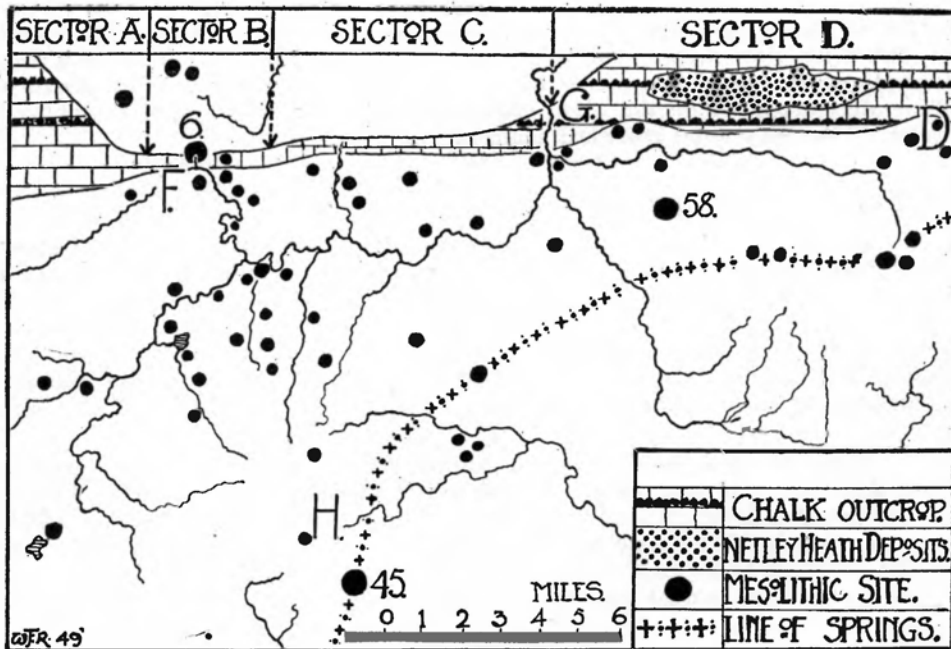 SECTOR A. SECTOR B. SECTOR C. SECTOR D.
6.
G.
D
F.
58.
H.
45.
MILES.
0 1 2 3 4 5 6
CHALK OUTCROP.
NETLEY HEATH DEPOSITS.
MESOLITHIC SITE.
LINE OF SPRINGS.
WFR. 49'